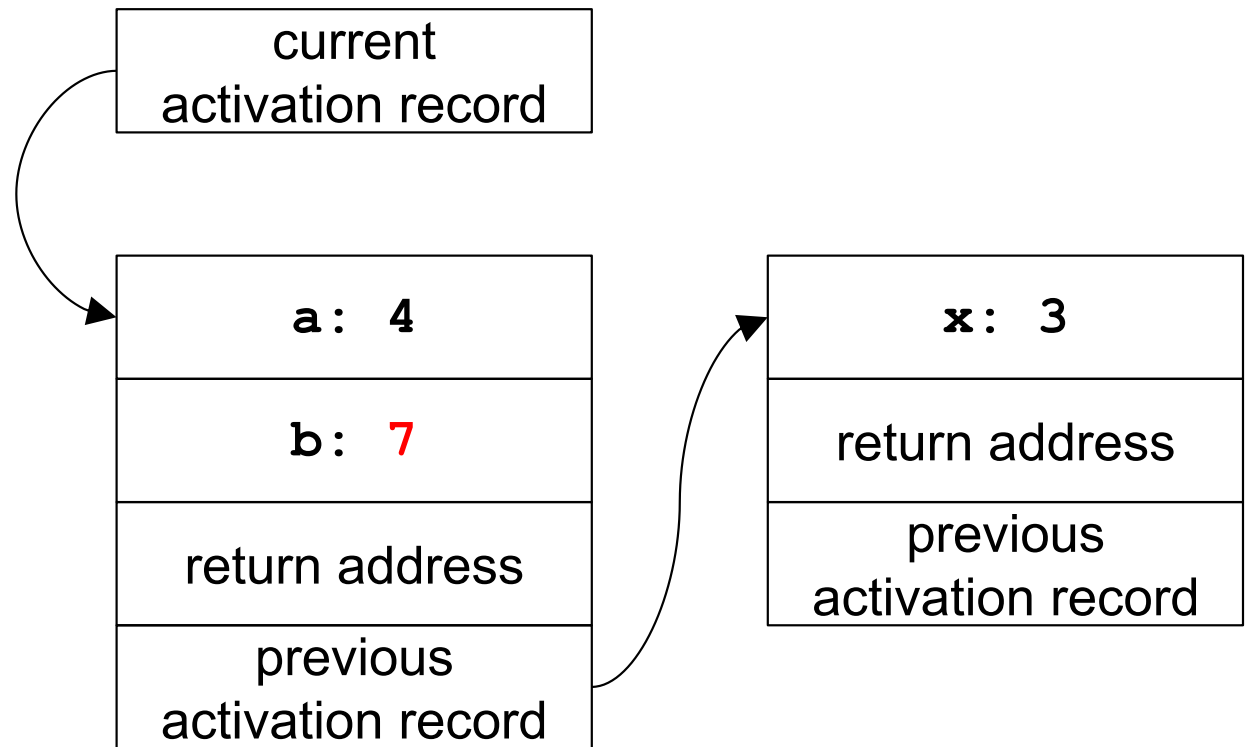 current
activation record
a: 4
b: 7
return address
previous
activation record
x: 3
return address
previous
activation record